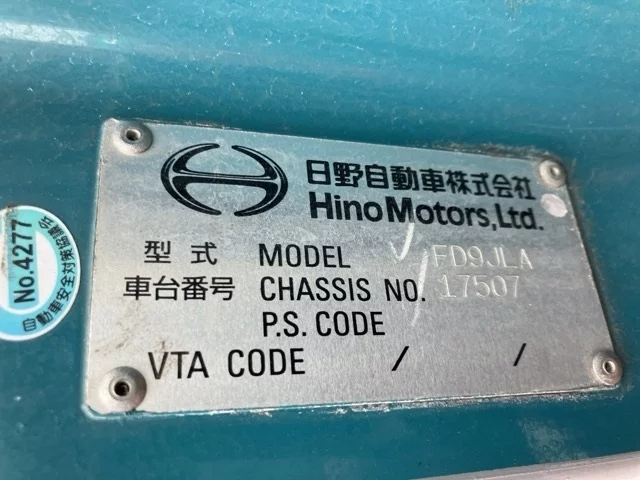 日野自動車株式会社
Hino Motors, Ltd.
型式 MODEL FD9JLA
車台番号 CHASSIS NO. 17507
P.S. CODE
VTA CODE / /
No.4277
自動車安全対策協議会